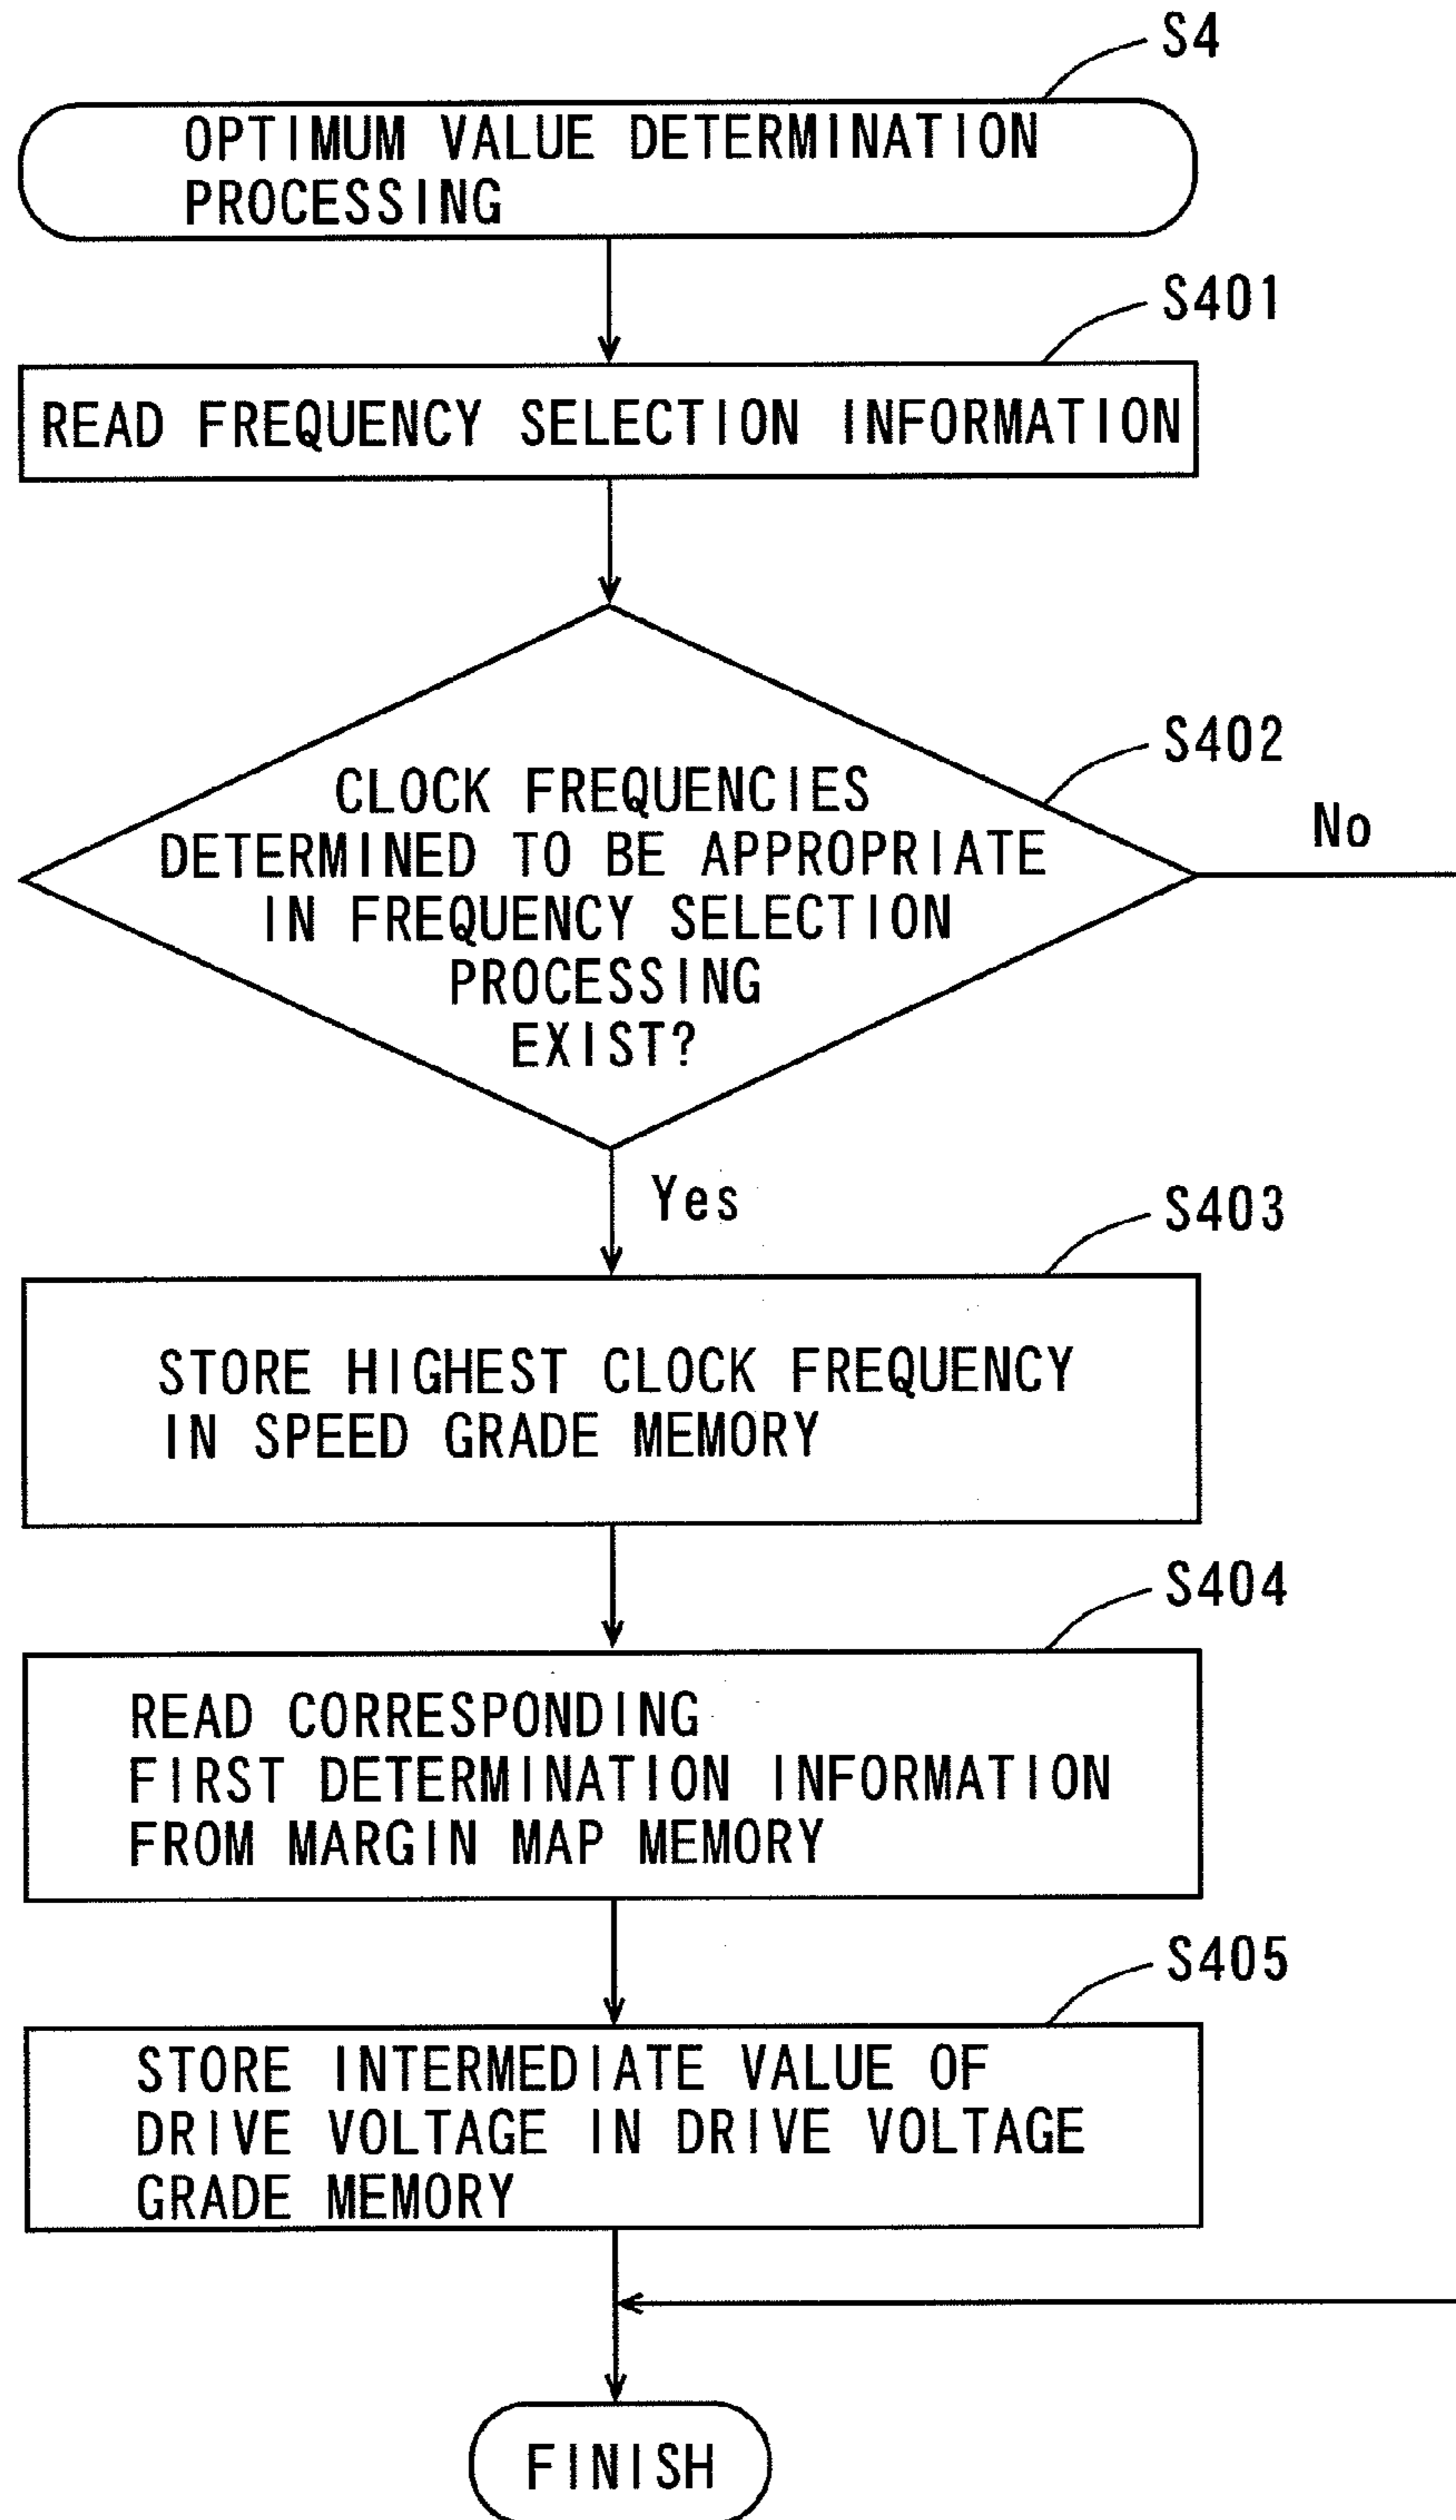 S4
OPTIMUM VALUE DETERMINATION
PROCESSING
S401
READ FREQUENCY SELECTION INFORMATION
S402
CLOCK FREQUENCIES
DETERMINED TO BE APPROPRIATE
IN FREQUENCY SELECTION
PROCESSING
EXIST?
No
Yes
S403
STORE HIGHEST CLOCK FREQUENCY
IN SPEED GRADE MEMORY
S404
READ CORRESPONDING
FIRST DETERMINATION INFORMATION
FROM MARGIN MAP MEMORY
S405
STORE INTERMEDIATE VALUE OF
DRIVE VOLTAGE IN DRIVE VOLTAGE
GRADE MEMORY
FINISH